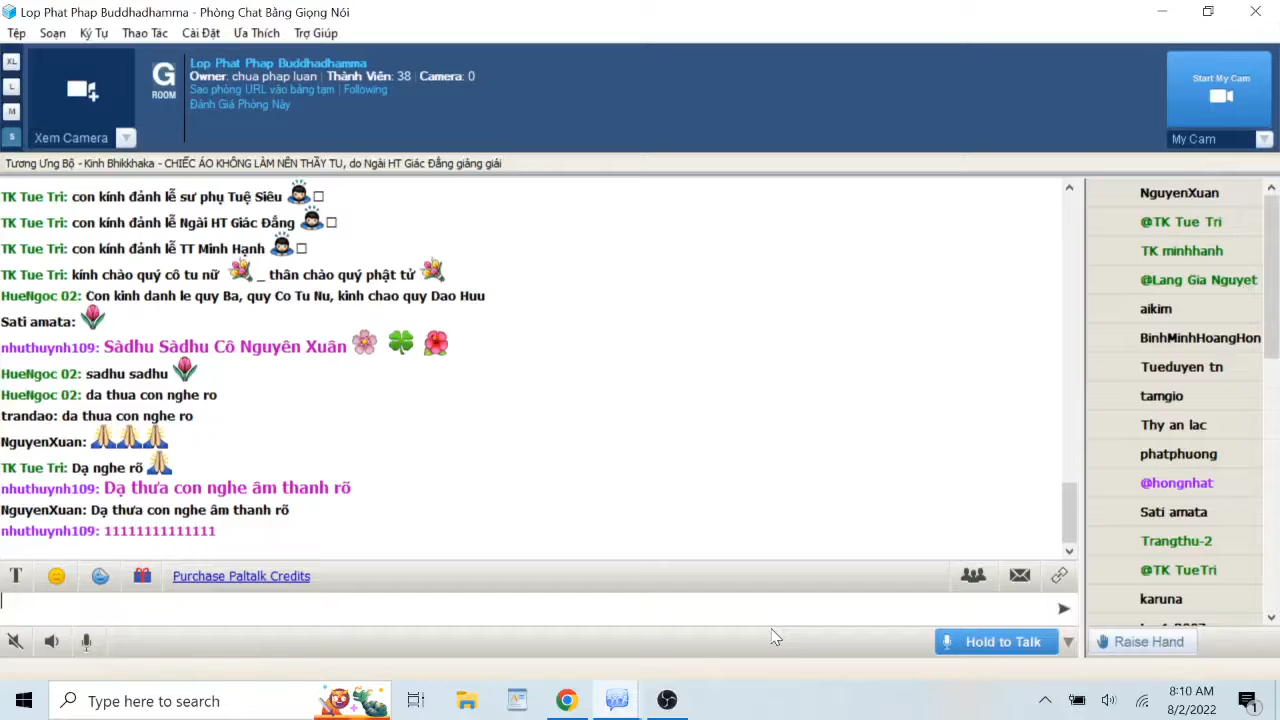 Lop Phat Phap Buddhadhamma - Phòng Chat Bằng Giọng Nói
Tệp Soạn Ký Tự Thao Tác Cài Đặt Ưa Thích Trợ Giúp
XL
L
M
S
Xem Camera
G
ROOM
Lop Phat Phap Buddhadhamma
Owner: chua phap luan | Thành Viên: 38 | Camera: 0
Sao phòng URL vào bảng tạm | Following
Đánh Giá Phòng Này
Start My Cam
My Cam
Tương Ưng Bộ - Kinh Bhikkhaka - CHIẾC ÁO KHÔNG LÀM NÊN THẦY TU, do Ngài HT Giác Đẳng giảng giải
TK Tue Tri: con kính đảnh lễ sư phụ Tuệ Siêu
TK Tue Tri: con kính đảnh lễ Ngài HT Giác Đẳng
TK Tue Tri: con kính đảnh lễ TT Minh Hạnh
TK Tue Tri: kính chào quý cô tu nữ _ thân chào quý phật tử
HueNgoc 02: Con kinh danh le quy Ba, quy Co Tu Nu, kinh chao quy Dao Huu
Sati amata:
nhuthuynh109: Sàdhu Sàdhu Cô Nguyên Xuân
HueNgoc 02: sadhu sadhu
HueNgoc 02: da thua con nghe ro
trandao: da thua con nghe ro
NguyenXuan:
TK Tue Tri: Dạ nghe rõ
nhuthuynh109: Dạ thưa con nghe âm thanh rõ
NguyenXuan: Dạ thưa con nghe âm thanh rõ
nhuthuynh109: 11111111111111
NguyenXuan
@TK Tue Tri
TK minhhanh
@Lang Gia Nguyet
aikim
BinhMinhHoangHon
Tueduyen tn
tamgio
Thy an lac
phatphuong
@hongnhat
Sati amata
Trangthu-2
@TK TueTri
karuna
T
Purchase Paltalk Credits
Hold to Talk
Raise Hand
Type here to search
8:10 AM
8/2/2022
1